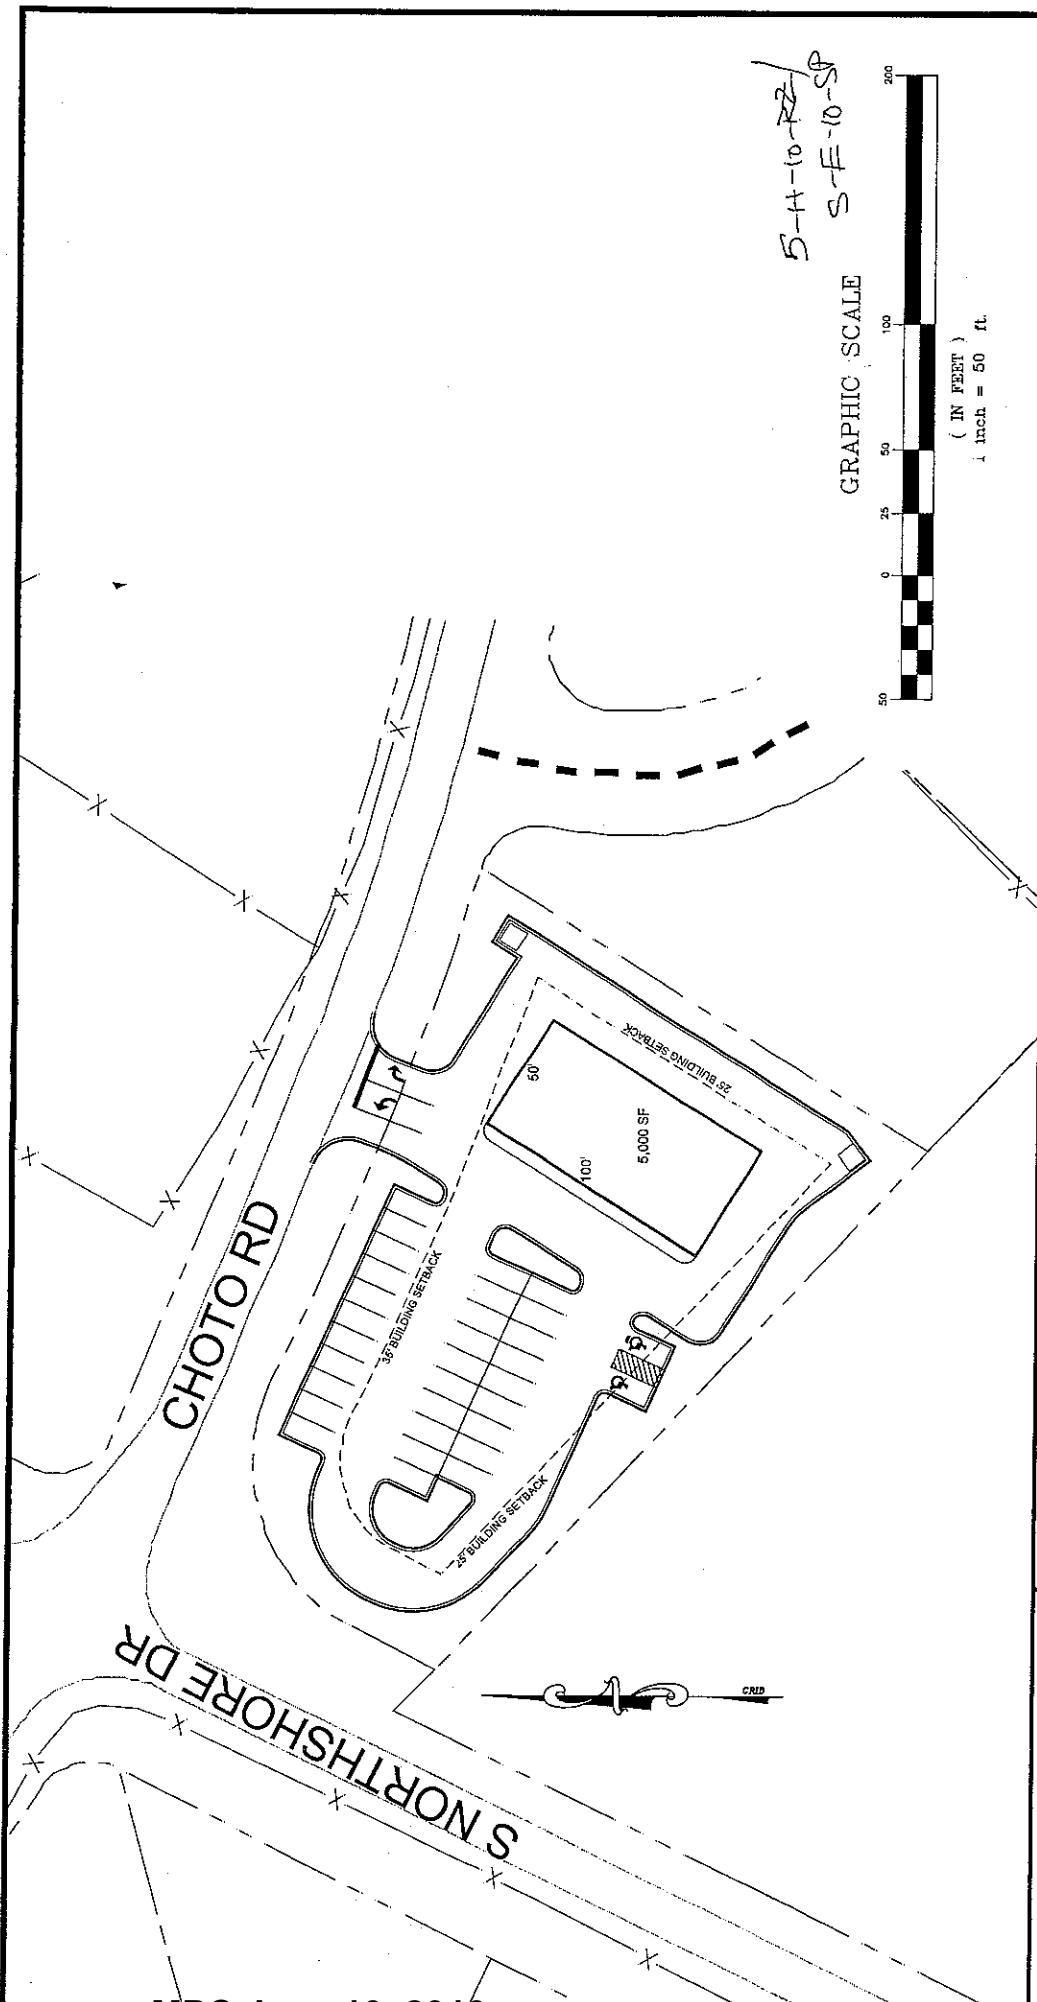 5-H-10-RZ/
S-E-10-SP
GRAPHIC SCALE
50
0
25
50
100
200
( IN FEET )
1 inch = 50 ft.
CHOTO RD
S NORTHSHORE DR
35' BUILDING SETBACK
25' BUILDING SETBACK
25' BUILDING SETBACK
50'
100'
5,000 SF
N
GRID